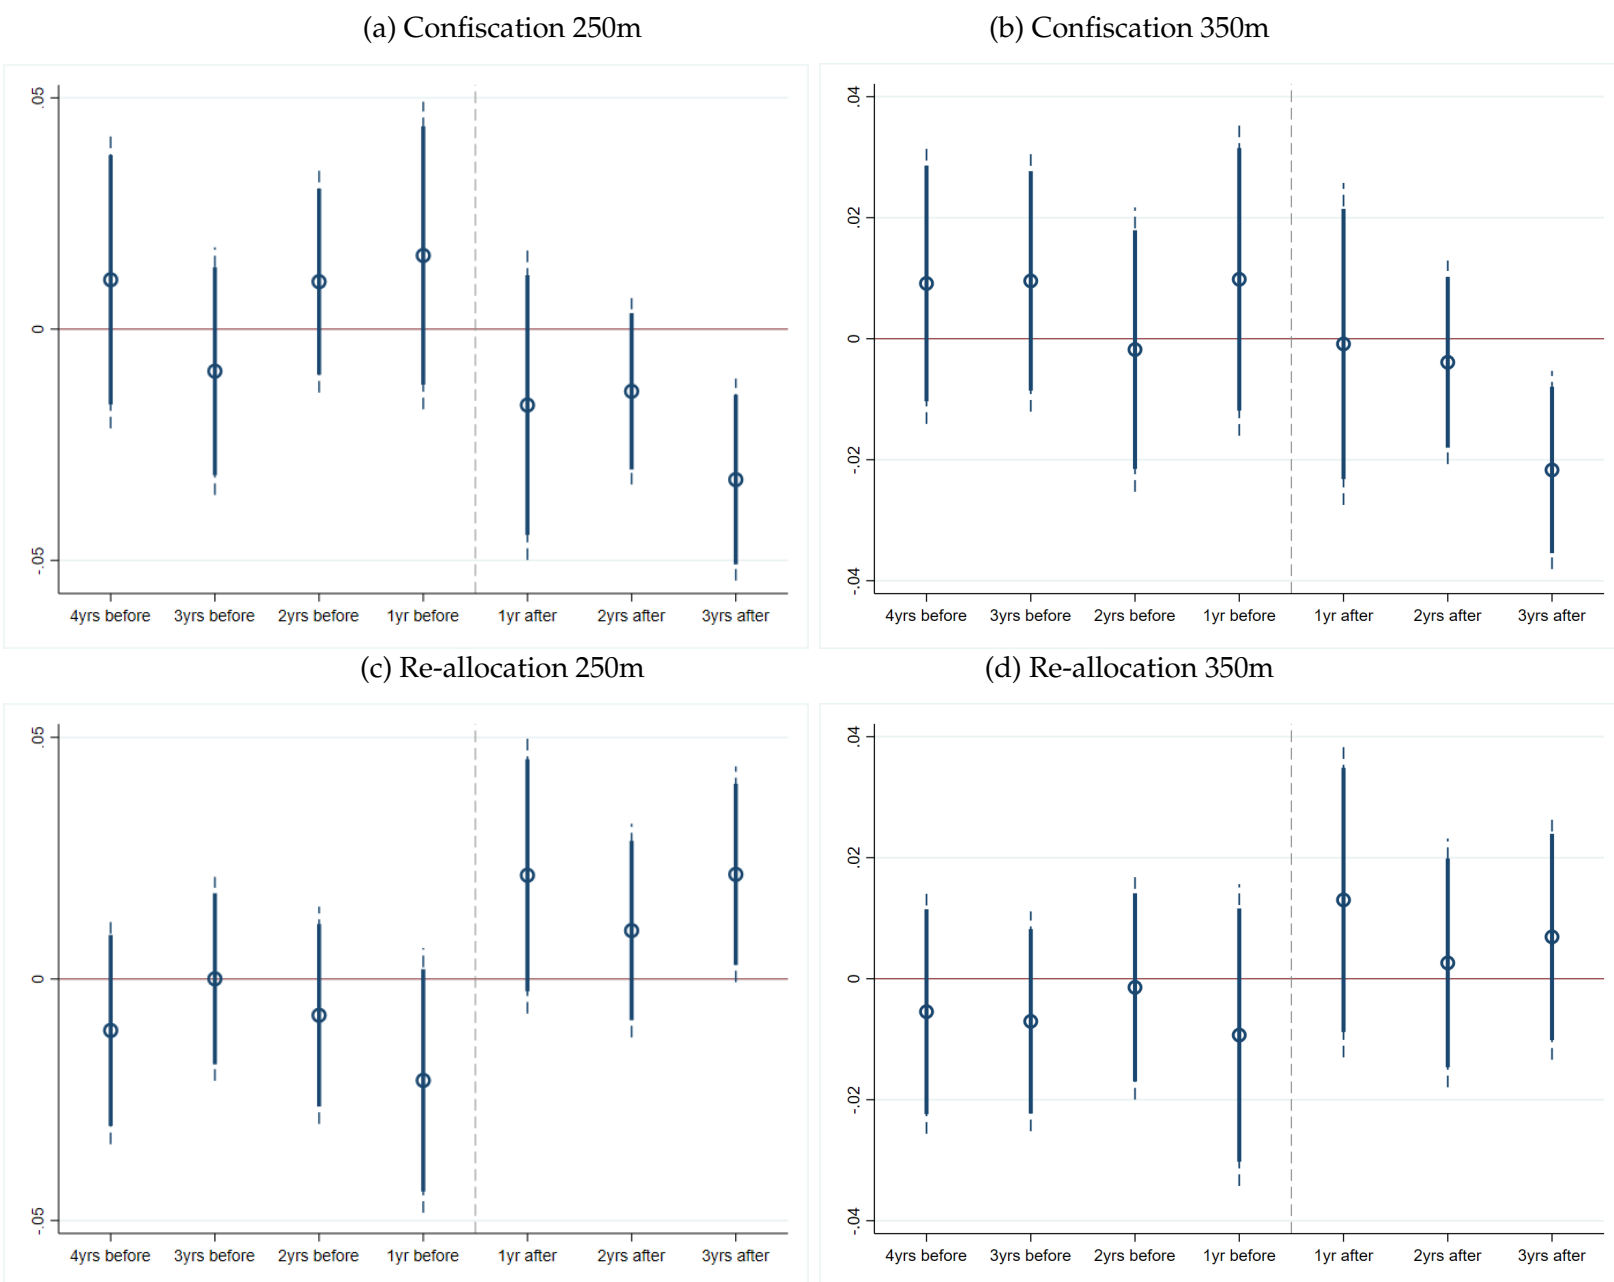 (a) Confiscation 250m
.05
0
-.05
4yrs before 3yrs before 2yrs before 1yr before 1yr after 2yrs after 3yrs after
(b) Confiscation 350m
.04
.02
0
-.02
-.04
4yrs before 3yrs before 2yrs before 1yr before 1yr after 2yrs after 3yrs after
(c) Re-allocation 250m
.05
0
-.05
4yrs before 3yrs before 2yrs before 1yr before 1yr after 2yrs after 3yrs after
(d) Re-allocation 350m
.04
.02
0
-.02
-.04
4yrs before 3yrs before 2yrs before 1yr before 1yr after 2yrs after 3yrs after